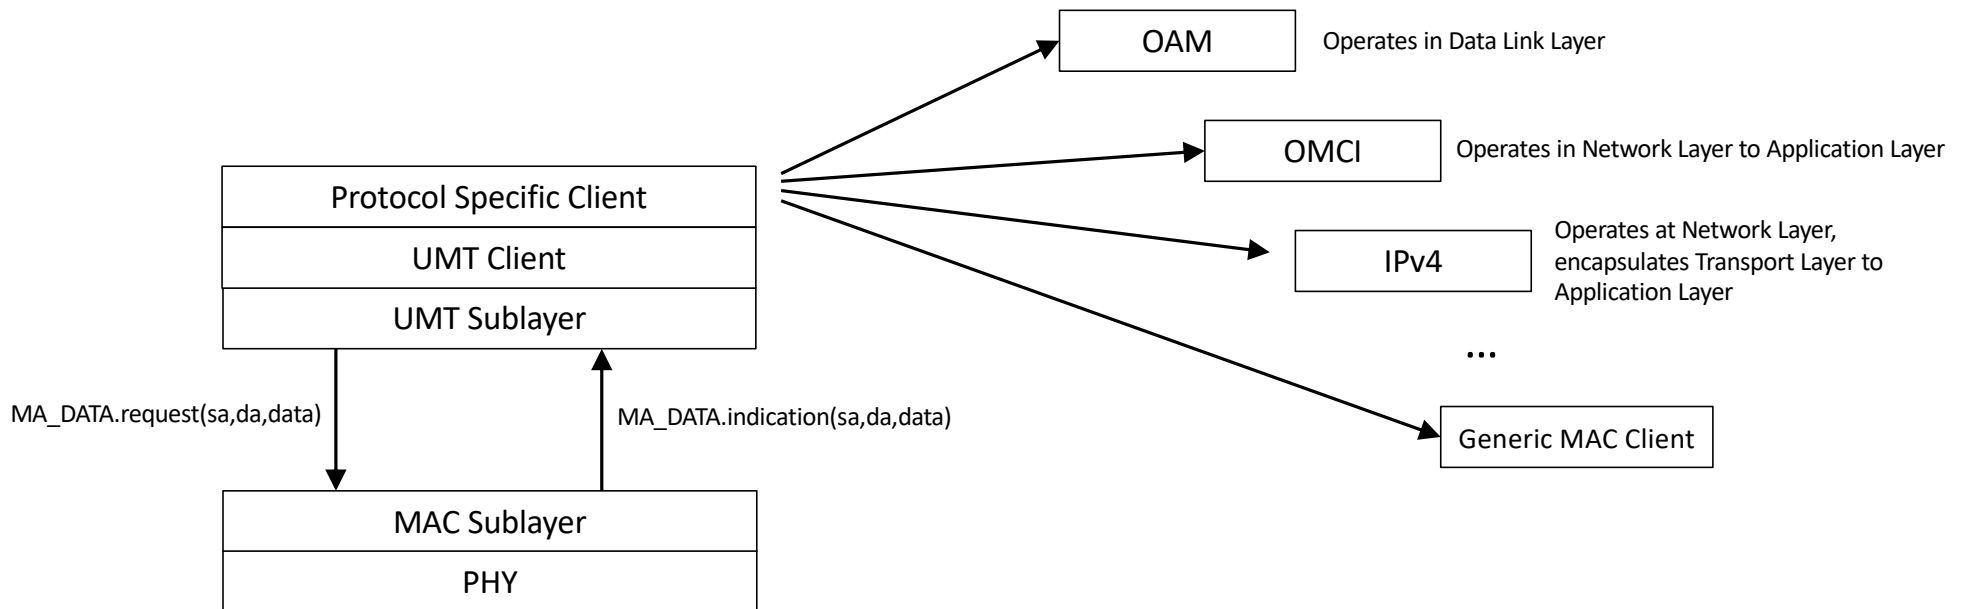 OAM
Operates in Data Link Layer
OMCI
Operates in Network Layer to Application Layer
Protocol Specific Client
UMT Client
UMT Sublayer
IPv4
Operates at Network Layer,
encapsulates Transport Layer to
Application Layer
...
MA_DATA.request(sa,da,data)
MA_DATA.indication(sa,da,data)
Generic MAC Client
MAC Sublayer
PHY